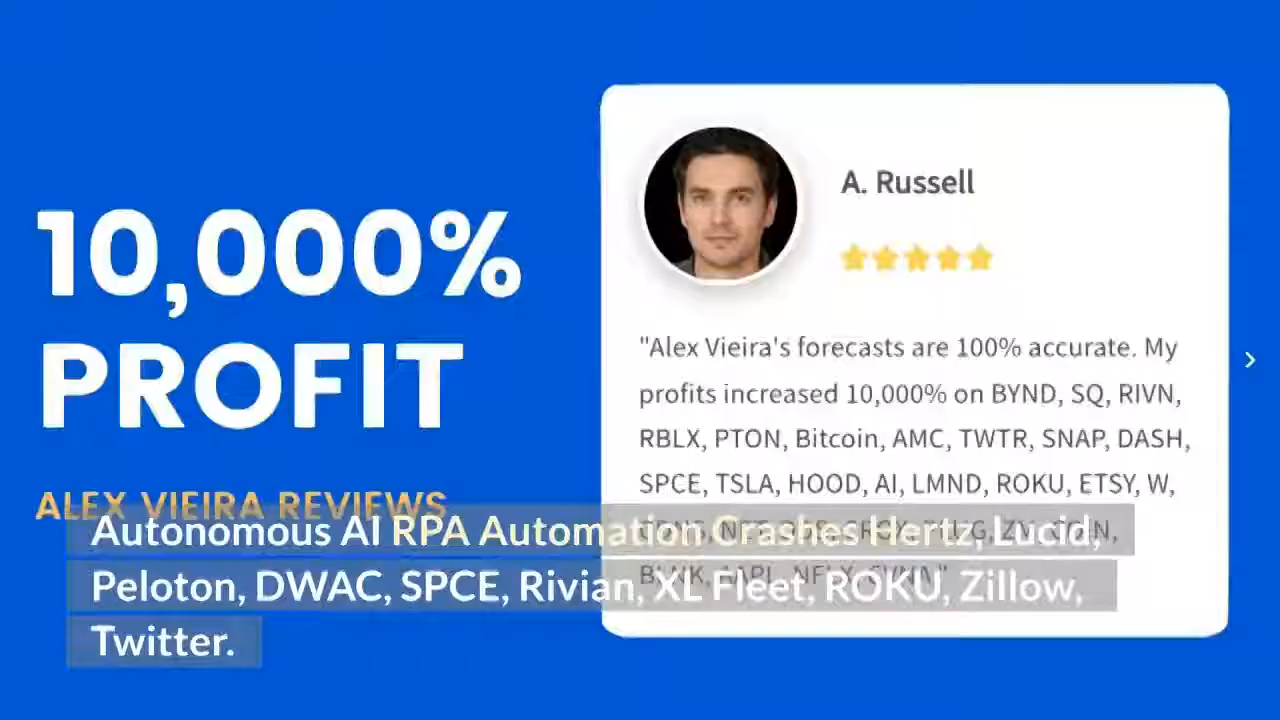 10,000%
PROFIT
ALEX VIEIRA REVIEWS
A. Russell
"Alex Vieira's forecasts are 100% accurate. My
profits increased 10,000% on BYND, SQ, RIVN,
RBLX, PTON, Bitcoin, AMC, TWTR, SNAP, DASH,
SPCE, TSLA, HOOD, AI, LMND, ROKU, ETSY, W,
Autonomous AI RPA Automation Crashes Hertz, Lucid,
Peloton, DWAC, SPCE, Rivian, XL Fleet, ROKU, Zillow,
Twitter.